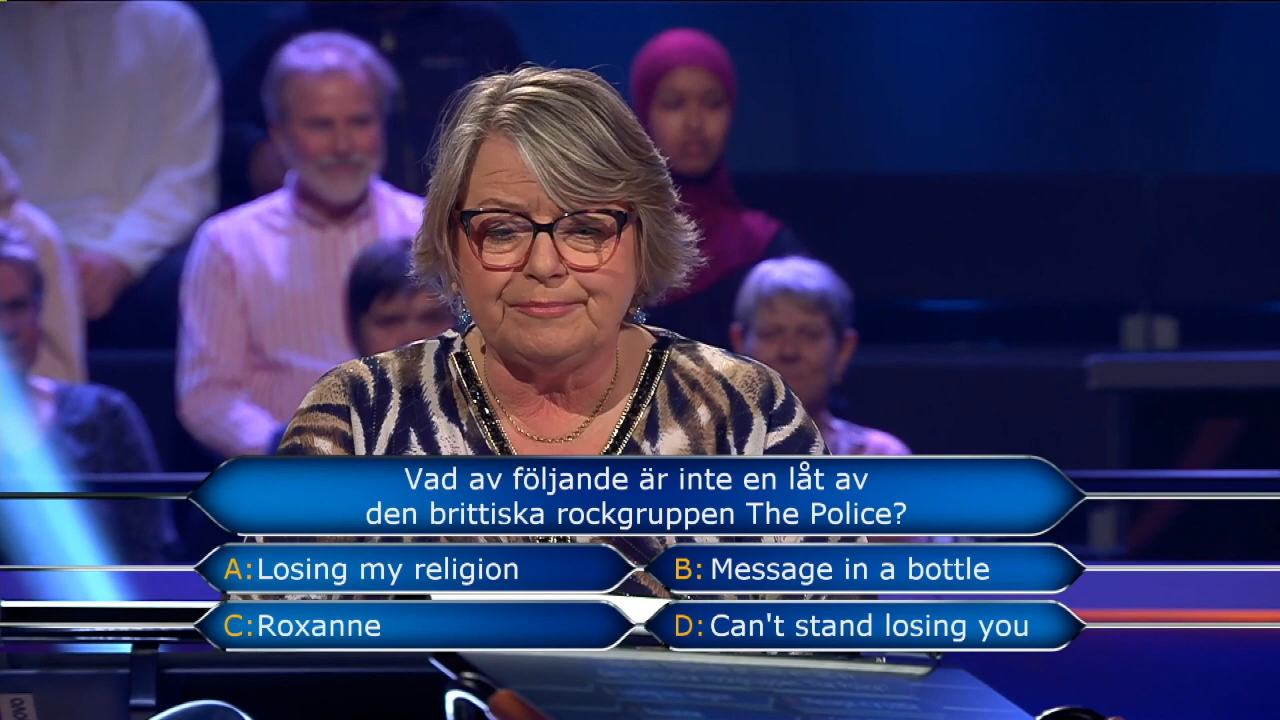 Vad av följande är inte en låt av
den brittiska rockgruppen The Police?
A: Losing my religion
B: Message in a bottle
C: Roxanne
D: Can't stand losing you